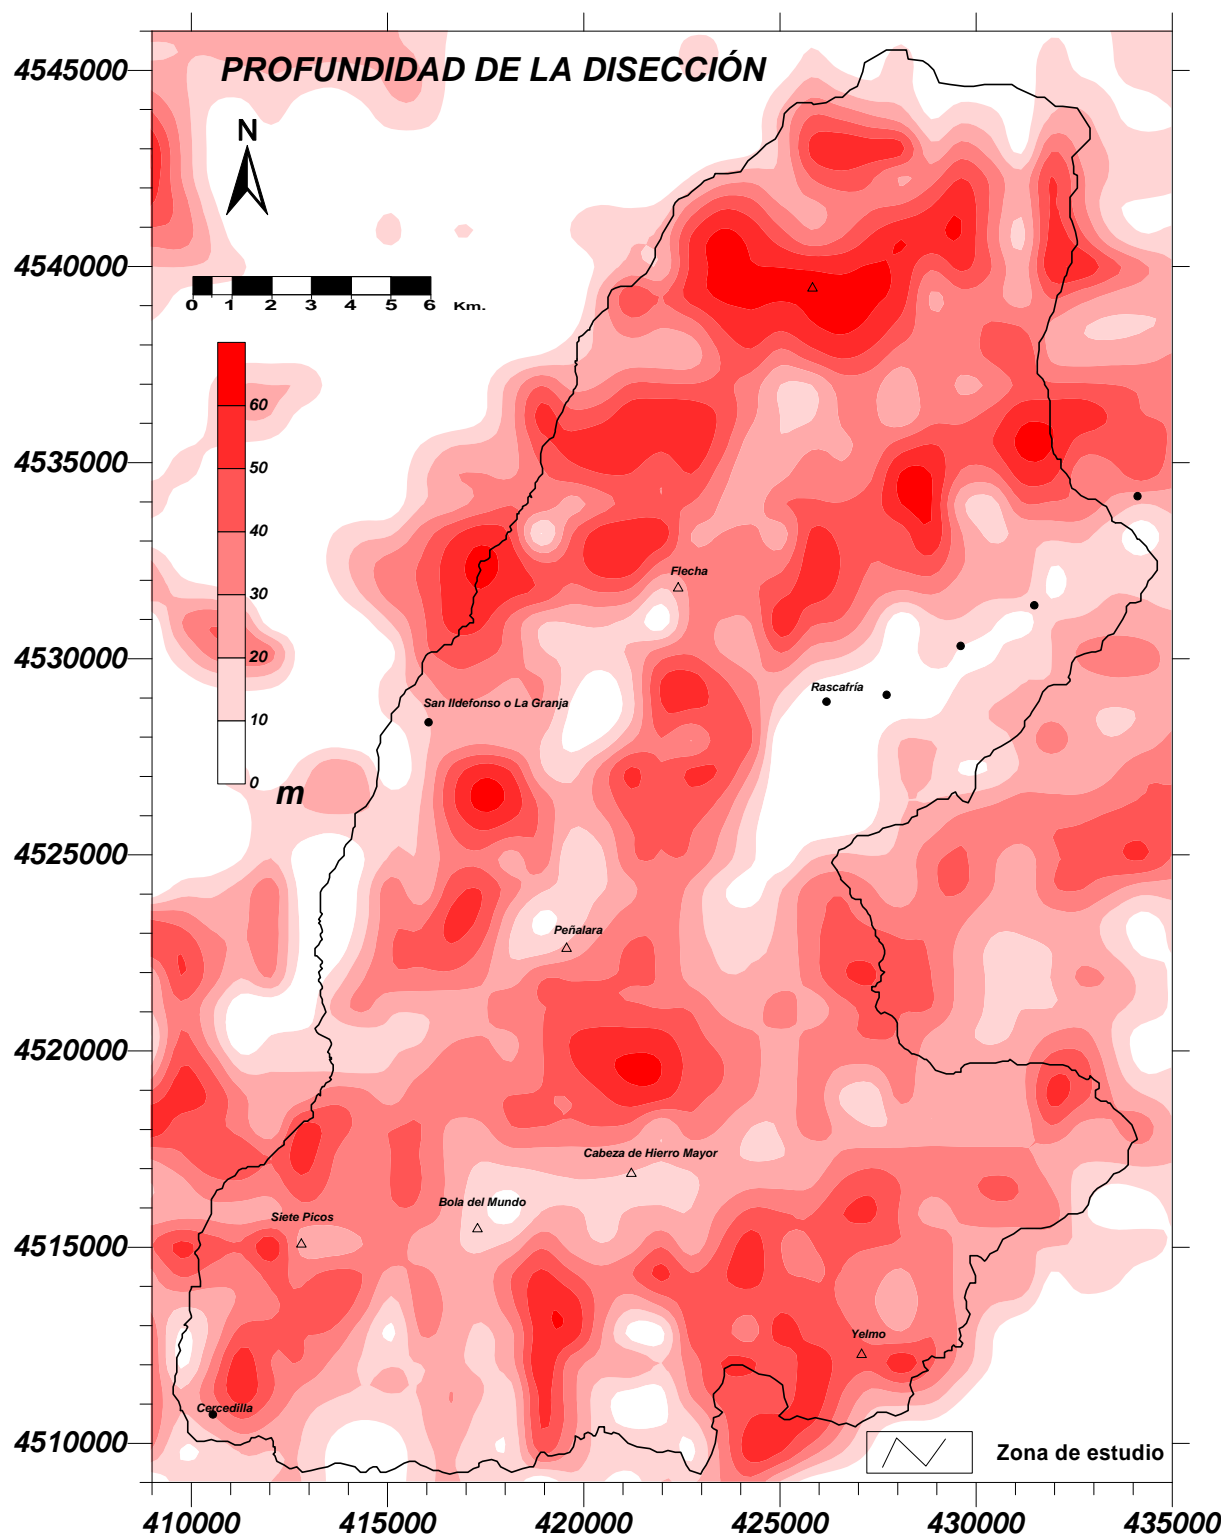 PROFUNDIDAD DE LA DISECCIÓN
N
0 1 2 3 4 5 6 Km.
60
50
40
30
20
10
0
m
4545000
4540000
4535000
4530000
4525000
4520000
4515000
4510000
Flecha
Rascafría
San Ildefonso o La Granja
Peñalara
Cabeza de Hierro Mayor
Bola del Mundo
Siete Picos
Yelmo
Cercedilla
Zona de estudio
410000 415000 420000 425000 430000 435000